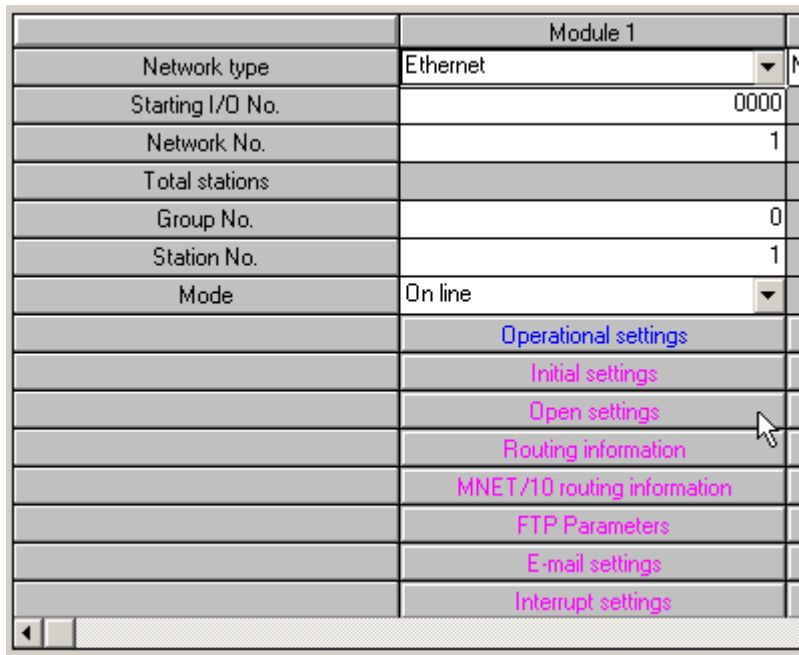 Module 1
Network type Ethernet
Starting I/O No. 0000
Network No. 1
Total stations
Group No. 0
Station No. 1
Mode On line
Operational settings
Initial settings
Open settings
Routing information
MNET/10 routing information
FTP Parameters
E-mail settings
Interrupt settings